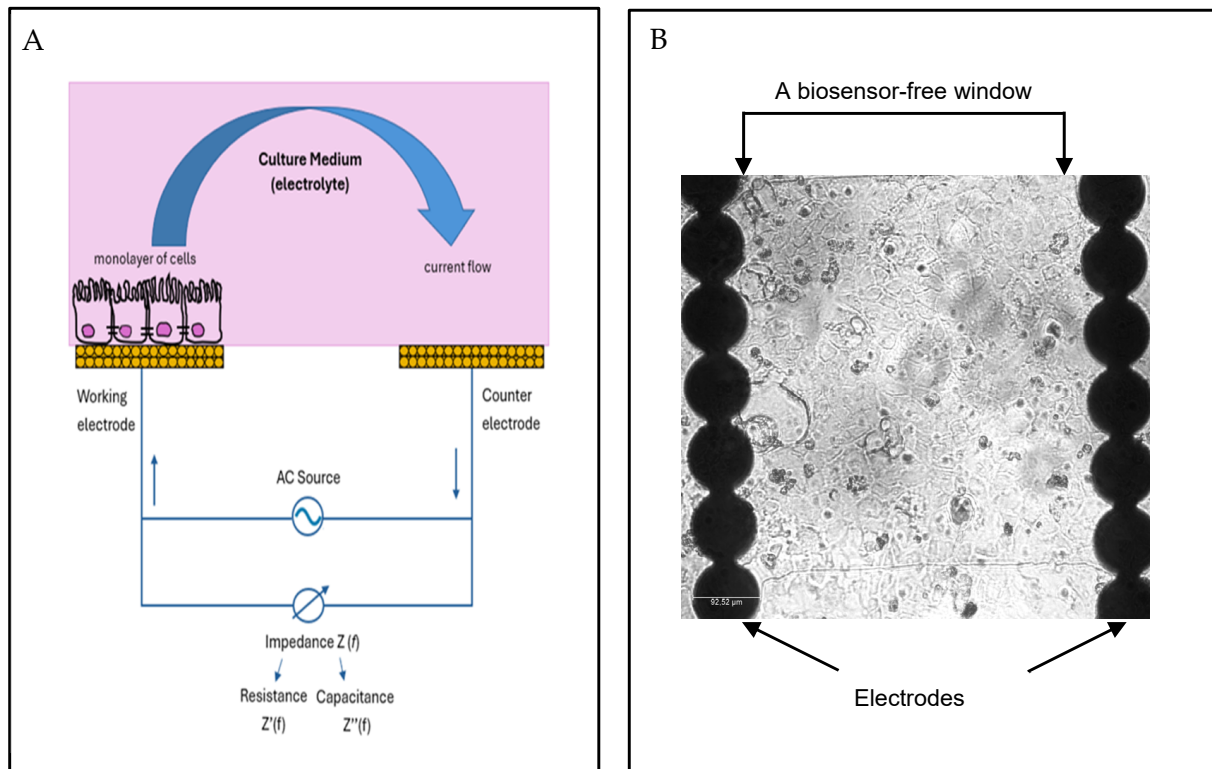 A
Culture Medium
(electrolyte)
monolayer of cells
current flow
Working
electrode
Counter
electrode
AC Source
Impedance Z (f)
Resistance
Z'(f)
Capacitance
Z''(f)
B
A biosensor-free window
92.52 µm
Electrodes